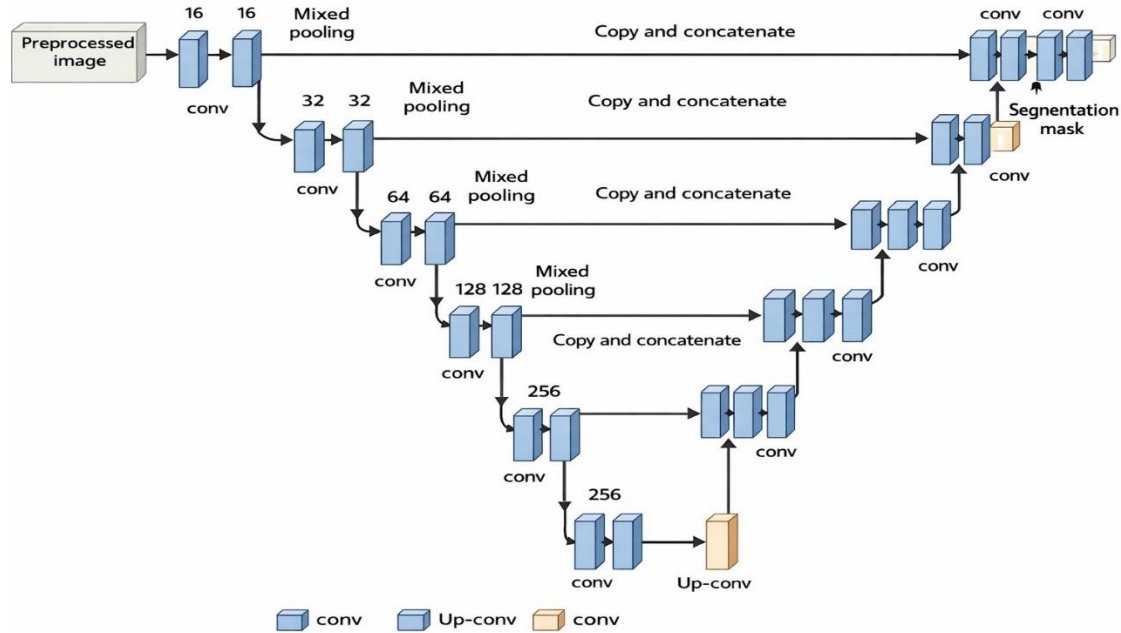 16 16 Mixed pooling Copy and concatenate conv conv
Preprocessed image
conv
32 32 Mixed pooling Copy and concatenate
Segnentation mask
conv
conv
64 64 Mixed pooling Copy and concatenate
conv
conv
128 128 Mixed pooling
Copy and concatenate
conv
conv
256
conv
conv
256
conv
Up-conv
conv Up-conv conv